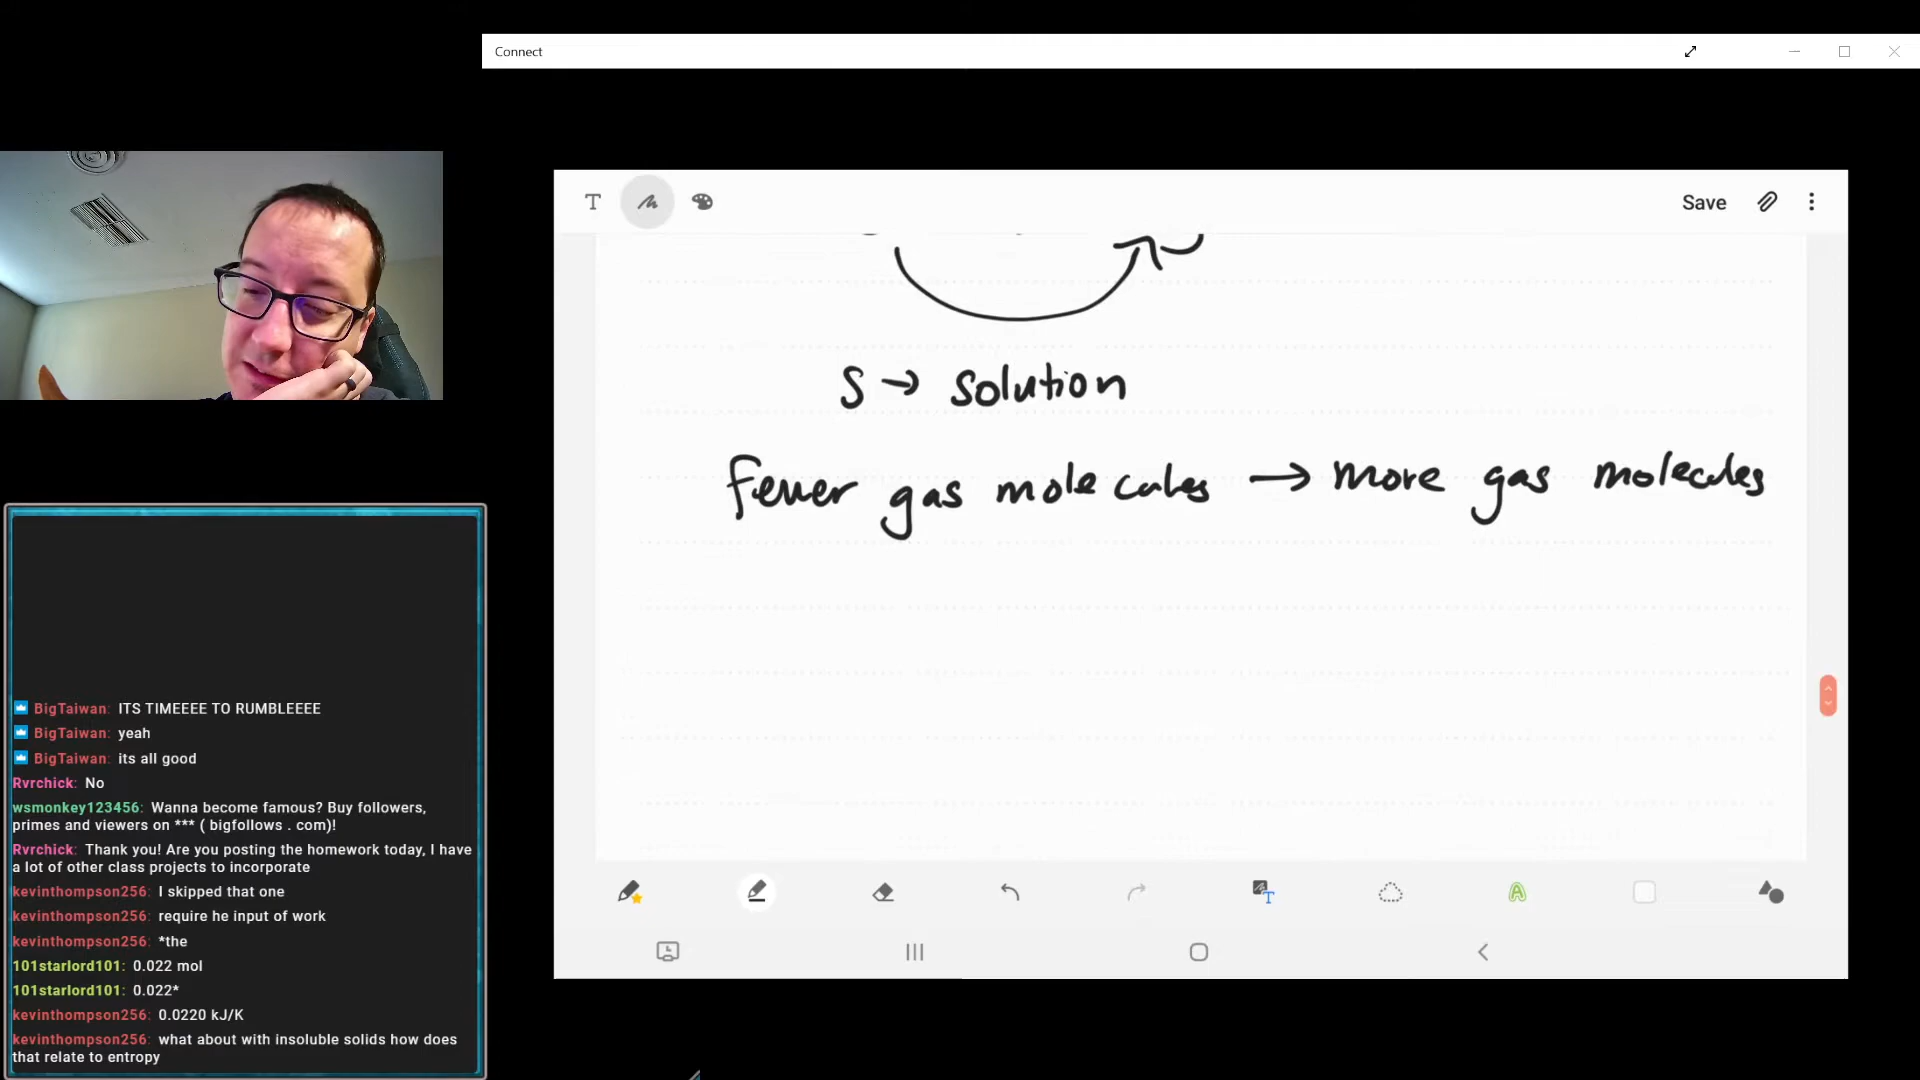 Connect
T
Save
S → solution
fewer gas molecules → more gas molecules
BigTaiwan: ITS TIMEEEE TO RUMBLEEEE
BigTaiwan: yeah
BigTaiwan: its all good
Rvrchick: No
wsmonkey123456: Wanna become famous? Buy followers,
primes and viewers on *** ( bigfollows . com)!
Rvrchick: Thank you! Are you posting the homework today, I have
a lot of other class projects to incorporate
kevinthompson256: I skipped that one
kevinthompson256: require he input of work
kevinthompson256: *the
101starlord101: 0.022 mol
101starlord101: 0.022*
kevinthompson256: 0.0220 kJ/K
kevinthompson256: what about with insoluble solids how does
that relate to entropy